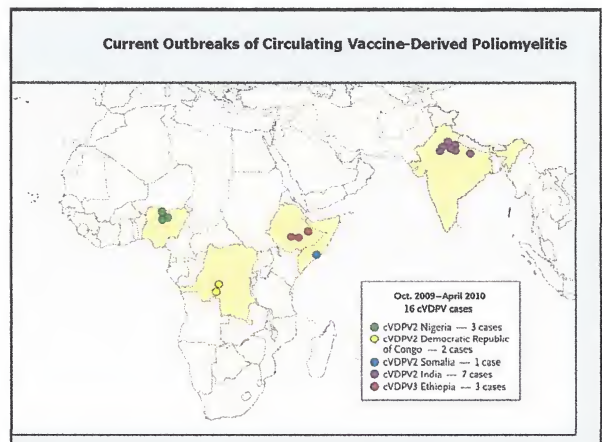 Current Outbreaks of Circulating Vaccine-Derived Poliomyelitis
Oct. 2009–April 2010
16 cVDPV cases
cVDPV2 Nigeria — 3 cases
cVDPV2 Democratic Republic
of Congo — 2 cases
cVDPV2 Somalia — 1 case
cVDPV2 India — 7 cases
cVDPV3 Ethiopia — 3 cases